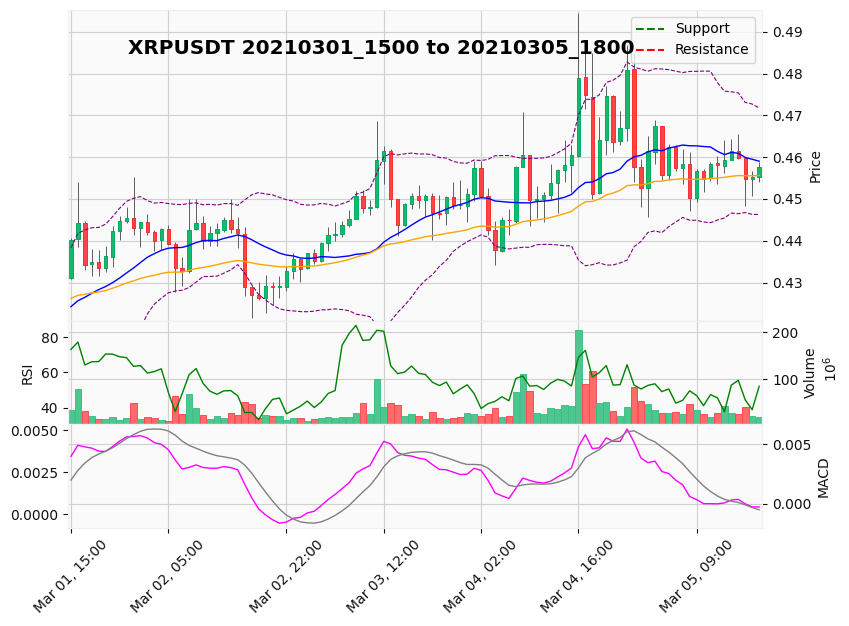 XRPUSDT 20210301_1500 to 20210305_1800
Support
Resistance
0.49
0.48
0.47
0.46
0.45
0.44
0.43
Price
80
60
40
RSI
200
100
Volume
10^6
0.0050
0.0025
0.0000
0.005
0.000
MACD
Mar 01, 15:00
Mar 02, 05:00
Mar 02, 22:00
Mar 03, 12:00
Mar 04, 02:00
Mar 04, 16:00
Mar 05, 09:00